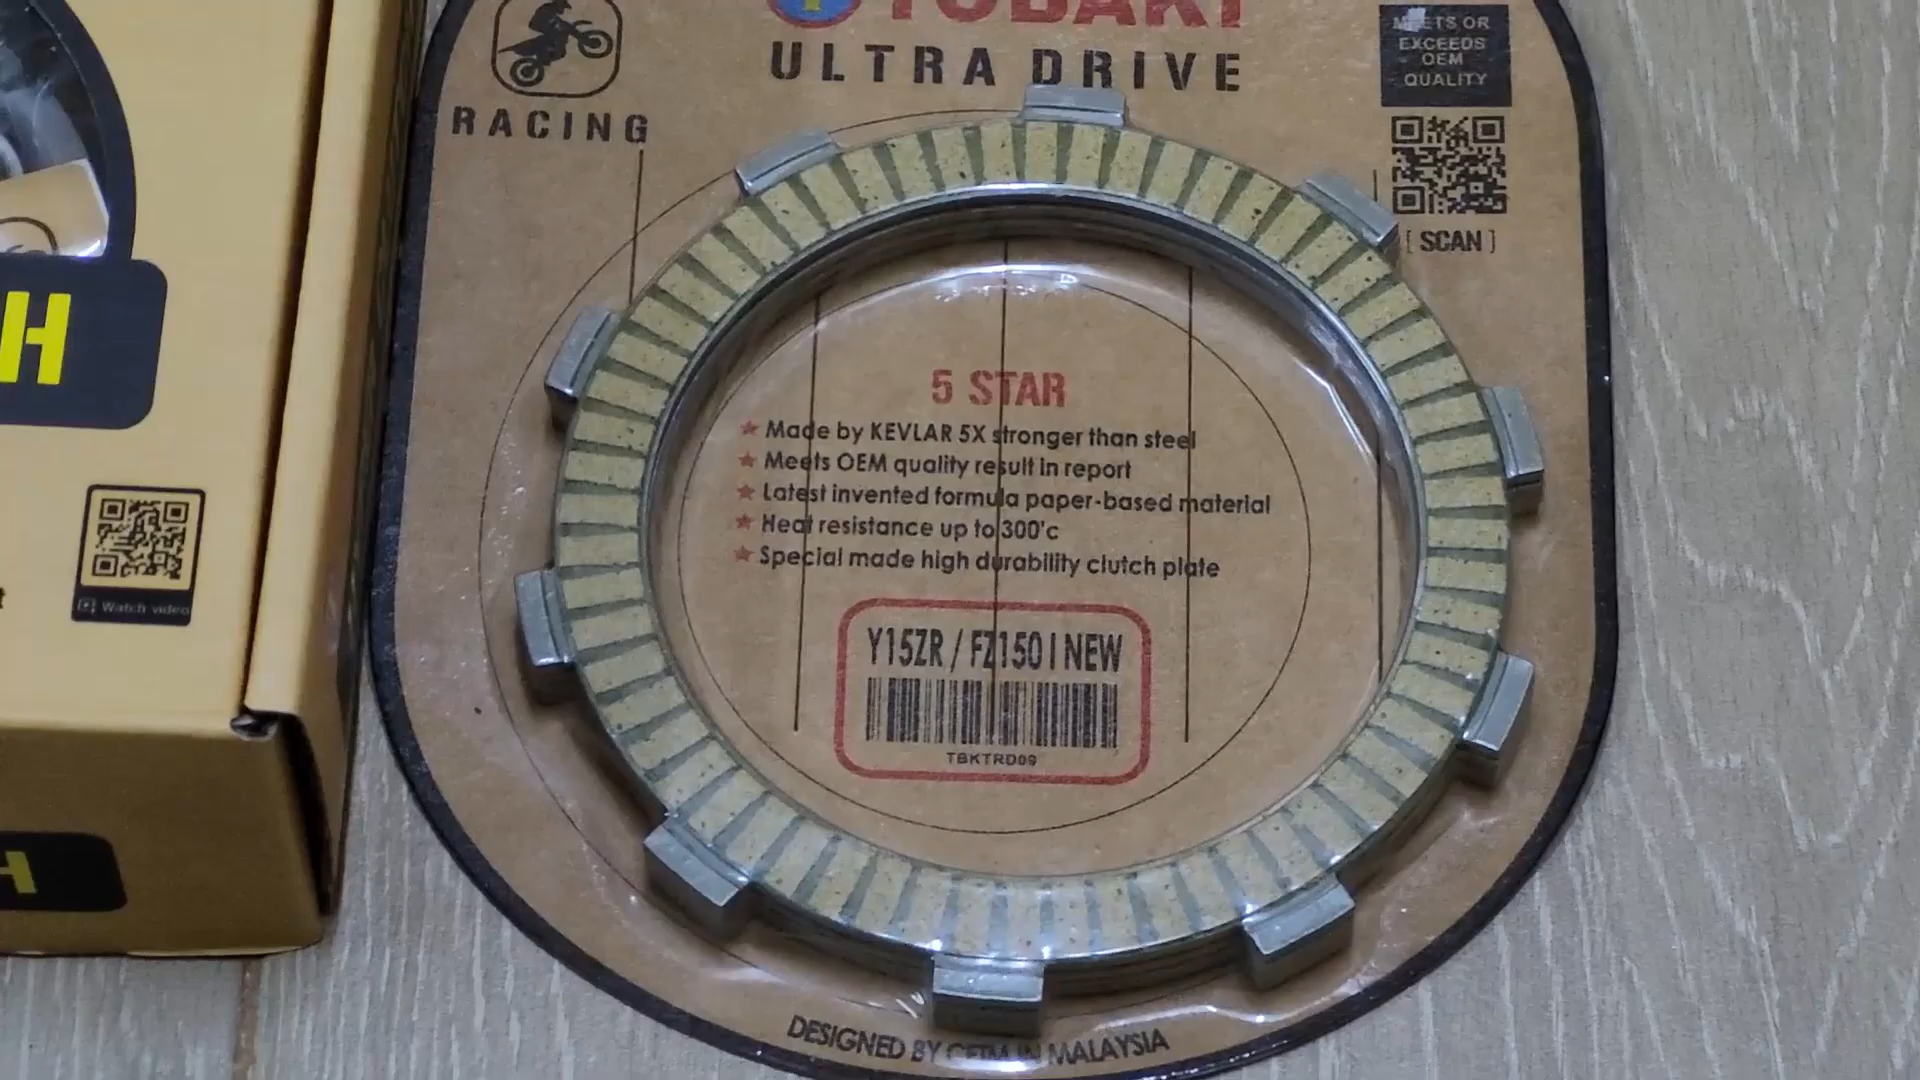 TOBAKI
ULTRA DRIVE
RACING
MEETS OR
EXCEEDS
OEM
QUALITY
[ SCAN ]
H
5 STAR
Made by KEVLAR 5X stronger than steel
Meets OEM quality result in report
Latest invented formula paper-based material
Heat resistance up to 300'c
Special made high durability clutch plate
Y15ZR / FZ150 I NEW
TBKTRD09
Watch video
t
H
DESIGNED BY IN MALAYSIA